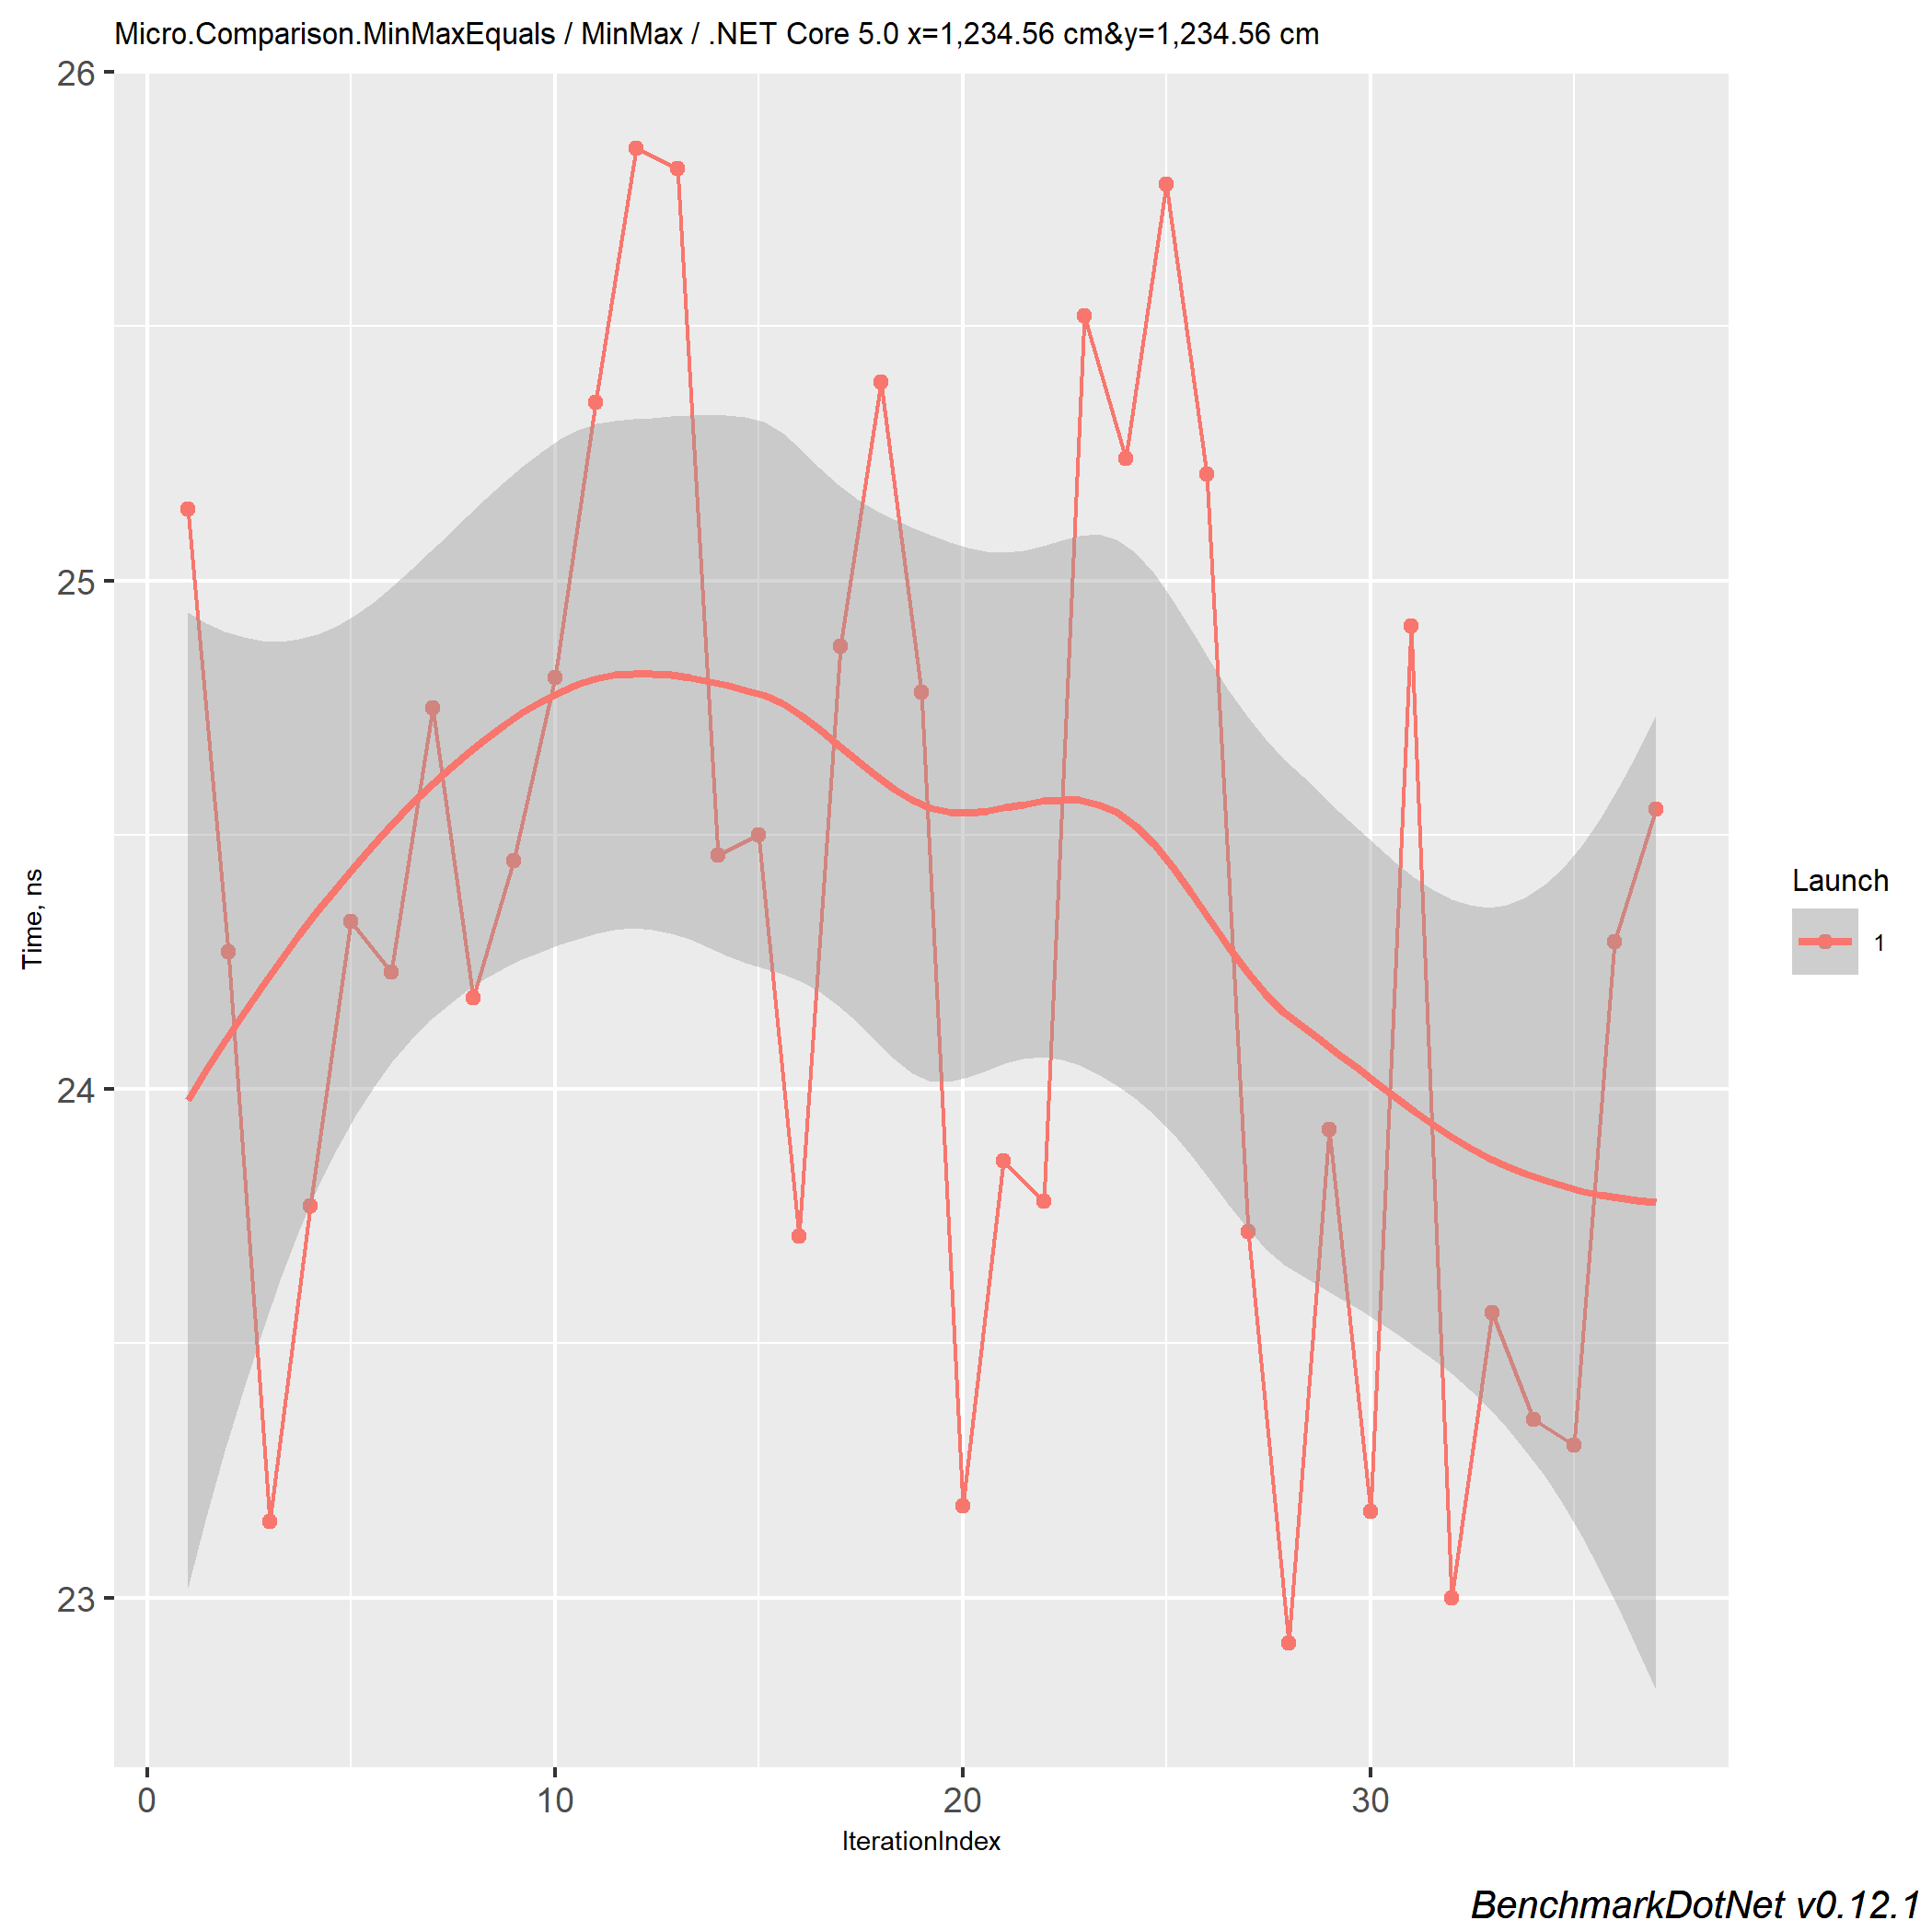 Micro.Comparison.MinMaxEquals / MinMax / .NET Core 5.0 x=1,234.56 cm&y=1,234.56 cm
26
25
24
23
Time, ns
0 10 20 30
IterationIndex
Launch
1
BenchmarkDotNet v0.12.1